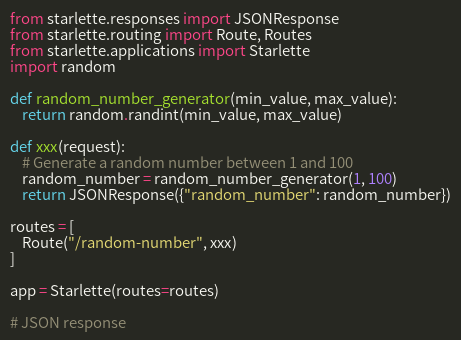 from starlette.responses import JSONResponse
from starlette.routing import Route, Routes
from starlette.applications import Starlette
import random

def random_number_generator(min_value, max_value):
    return random.randint(min_value, max_value)

def xxx(request):
    # Generate a random number between 1 and 100
    random_number = random_number_generator(1, 100)
    return JSONResponse({"random_number": random_number})

routes = [
    Route("/random-number", xxx)
]

app = Starlette(routes=routes)

# JSON response